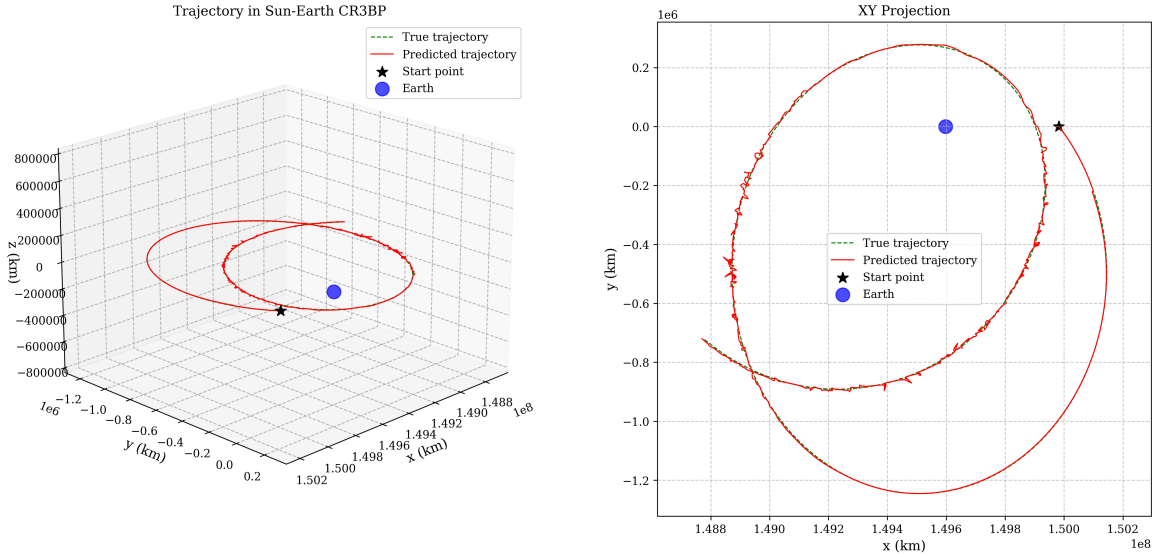 Trajectory in Sun-Earth CR3BP
True trajectory
Predicted trajectory
Start point
Earth
800000
600000
400000
200000
0
−200000
−400000
−600000
−800000
z (km)
1e6
−1.2
−1.0
−0.8
−0.6
−0.4
−0.2
0.0
0.2
y (km)
1.502
1.500
1.498
1.496
1.494
1.492
1.490
1.488
1e8
x (km)
XY Projection
1e6
0.2
0.0
−0.2
−0.4
−0.6
−0.8
−1.0
−1.2
y (km)
True trajectory
Predicted trajectory
Start point
Earth
1.488
1.490
1.492
1.494
1.496
1.498
1.500
1.502
1e8
x (km)